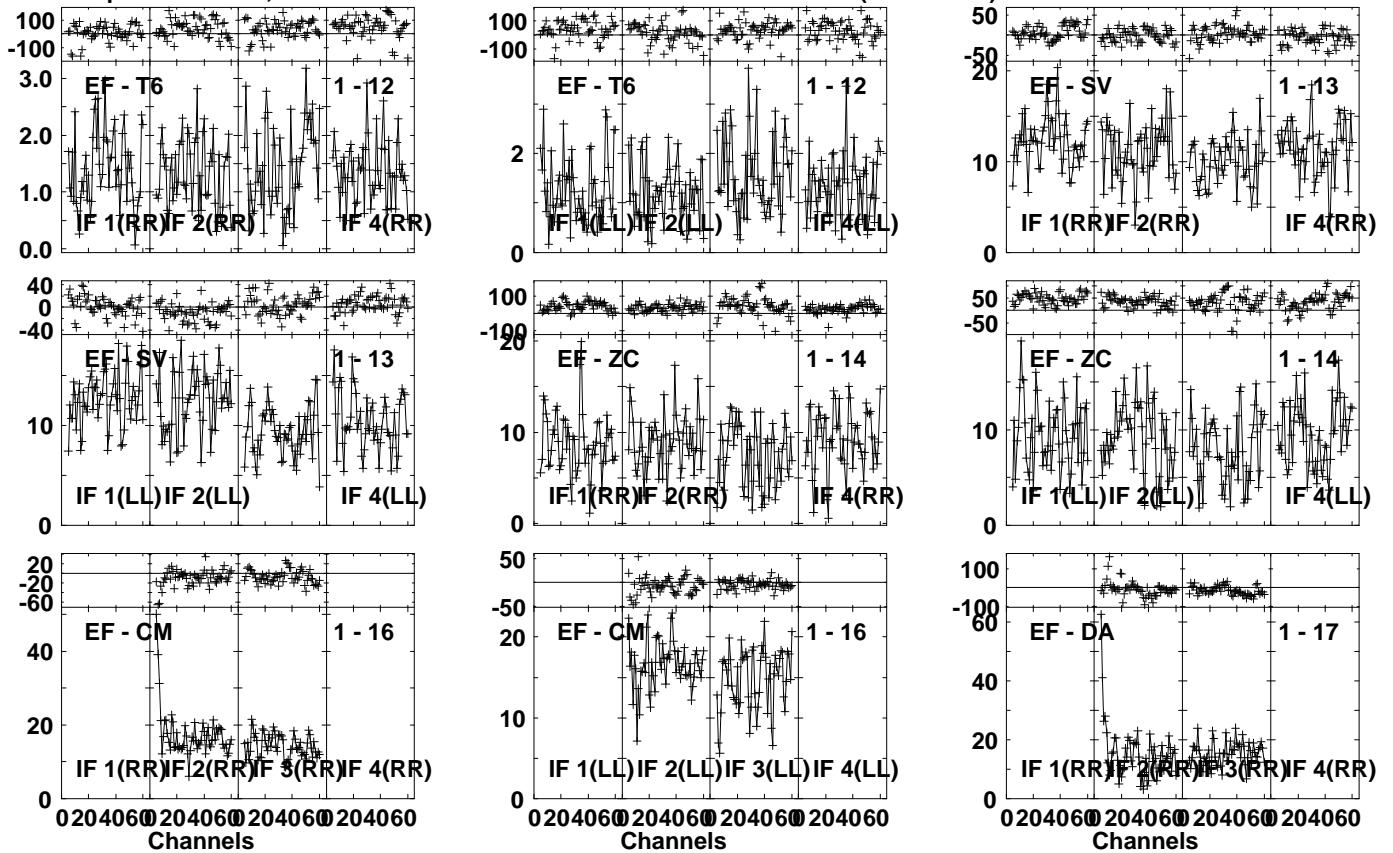 100
-100
3.0
2.0
1.0
0.0
EF - T6 1 - 12
IF 1(RR) IF 2(RR) IF 4(RR)
100
-100
2
0
EF - T6 1 - 12
IF 1(LL) IF 2(LL) IF 4(LL)
50
-50
20
10
0
EF - SV 1 - 13
IF 1(RR) IF 2(RR) IF 4(RR)
40
0
-40
10
0
EF - SV 1 - 13
IF 1(LL) IF 2(LL) IF 4(LL)
100
-100
20
10
0
EF - ZC 1 - 14
IF 1(RR) IF 2(RR) IF 4(RR)
50
-50
10
0
EF - ZC 1 - 14
IF 1(LL) IF 2(LL) IF 4(LL)
20
-20
-60
40
20
0
EF - CM 1 - 16
IF 1(RR) IF 2(RR) IF 3(RR) IF 4(RR)
0 20 40 60 0 20 40 60 0 20 40 60 0 20 40 60
Channels
50
-50
20
10
0
EF - CM 1 - 16
IF 1(LL) IF 2(LL) IF 3(LL) IF 4(LL)
0 20 40 60 0 20 40 60 0 20 40 60 0 20 40 60
Channels
100
-100
60
40
20
0
EF - DA 1 - 17
IF 1(RR) IF 2(RR) IF 3(RR) IF 4(RR)
0 20 40 60 0 20 40 60 0 20 40 60 0 20 40 60
Channels